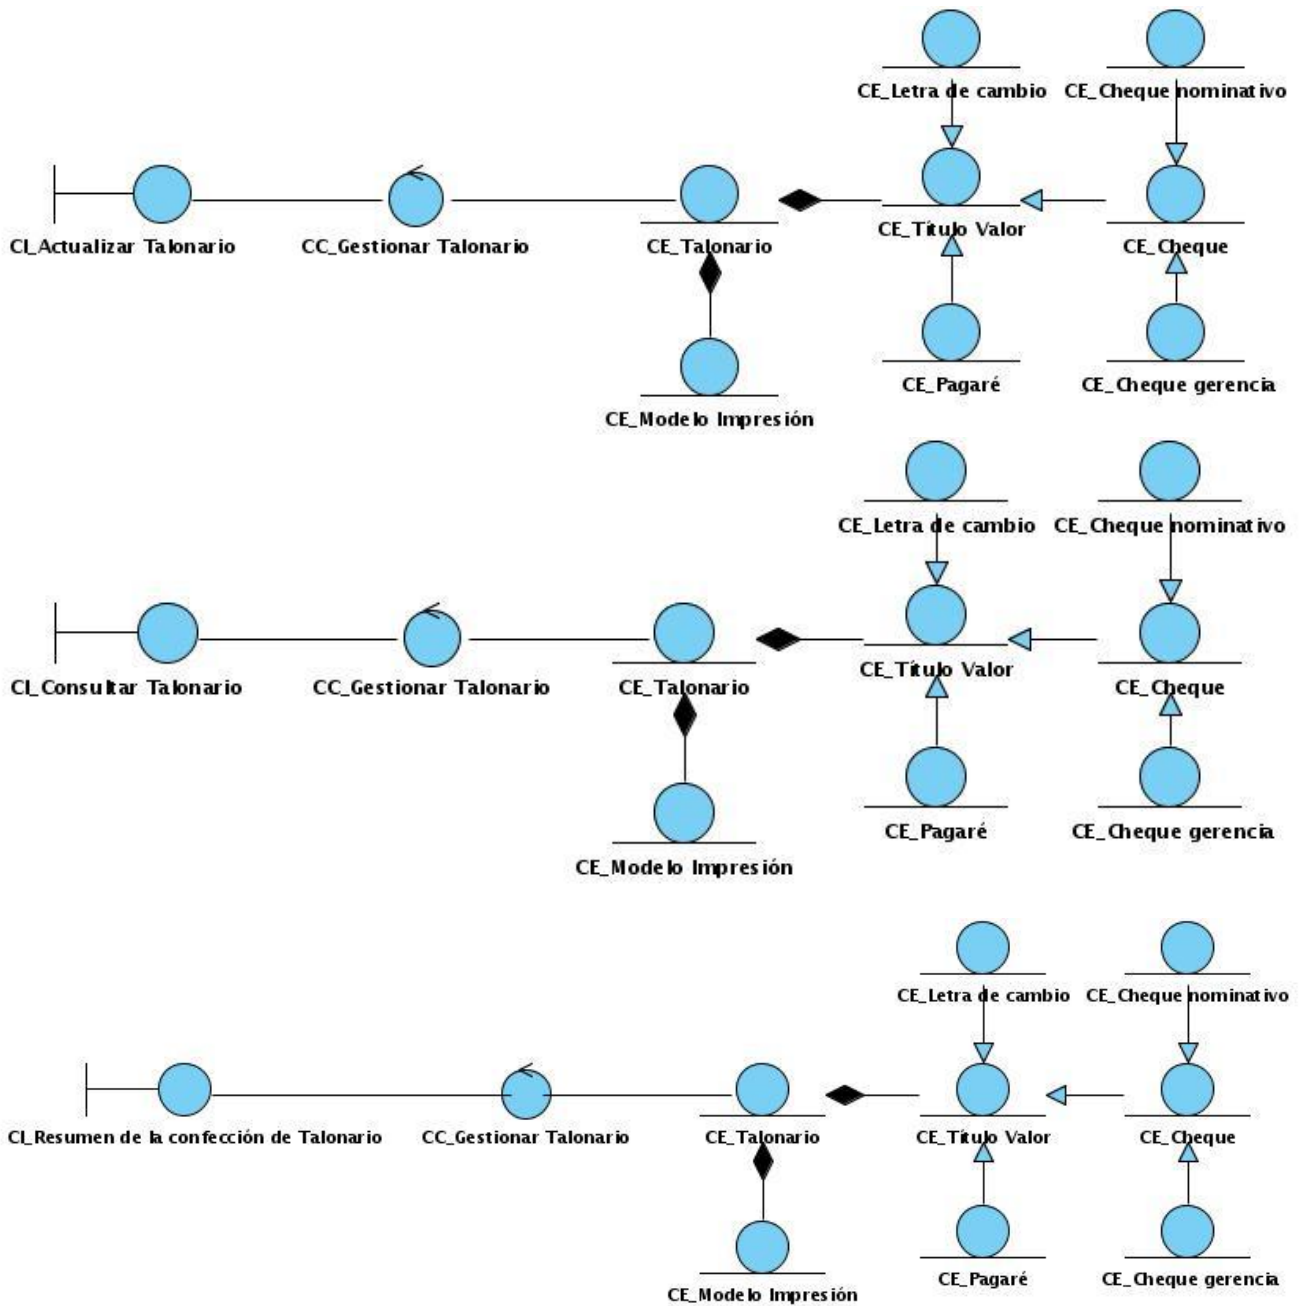 CE_Letra de cambio CE_Cheque nominativo
CI_Actualizar Talonario CC_Gestionar Talonario CE_Talonario CE_Título Valor CE_Cheque
CE_Pagaré CE_Cheque gerencia
CE_Modelo Impresión
CE_Letra de cambio CE_Cheque nominativo
CI_Consultar Talonario CC_Gestionar Talonario CE_Talonario CE_Título Valor CE_Cheque
CE_Pagaré CE_Cheque gerencia
CE_Modelo Impresión
CE_Letra de cambio CE_Cheque nominativo
CI_Resumen de la confección de Talonario CC_Gestionar Talonario CE_Talonario CE_Título Valor CE_Cheque
CE_Pagaré CE_Cheque gerencia
CE_Modelo Impresión